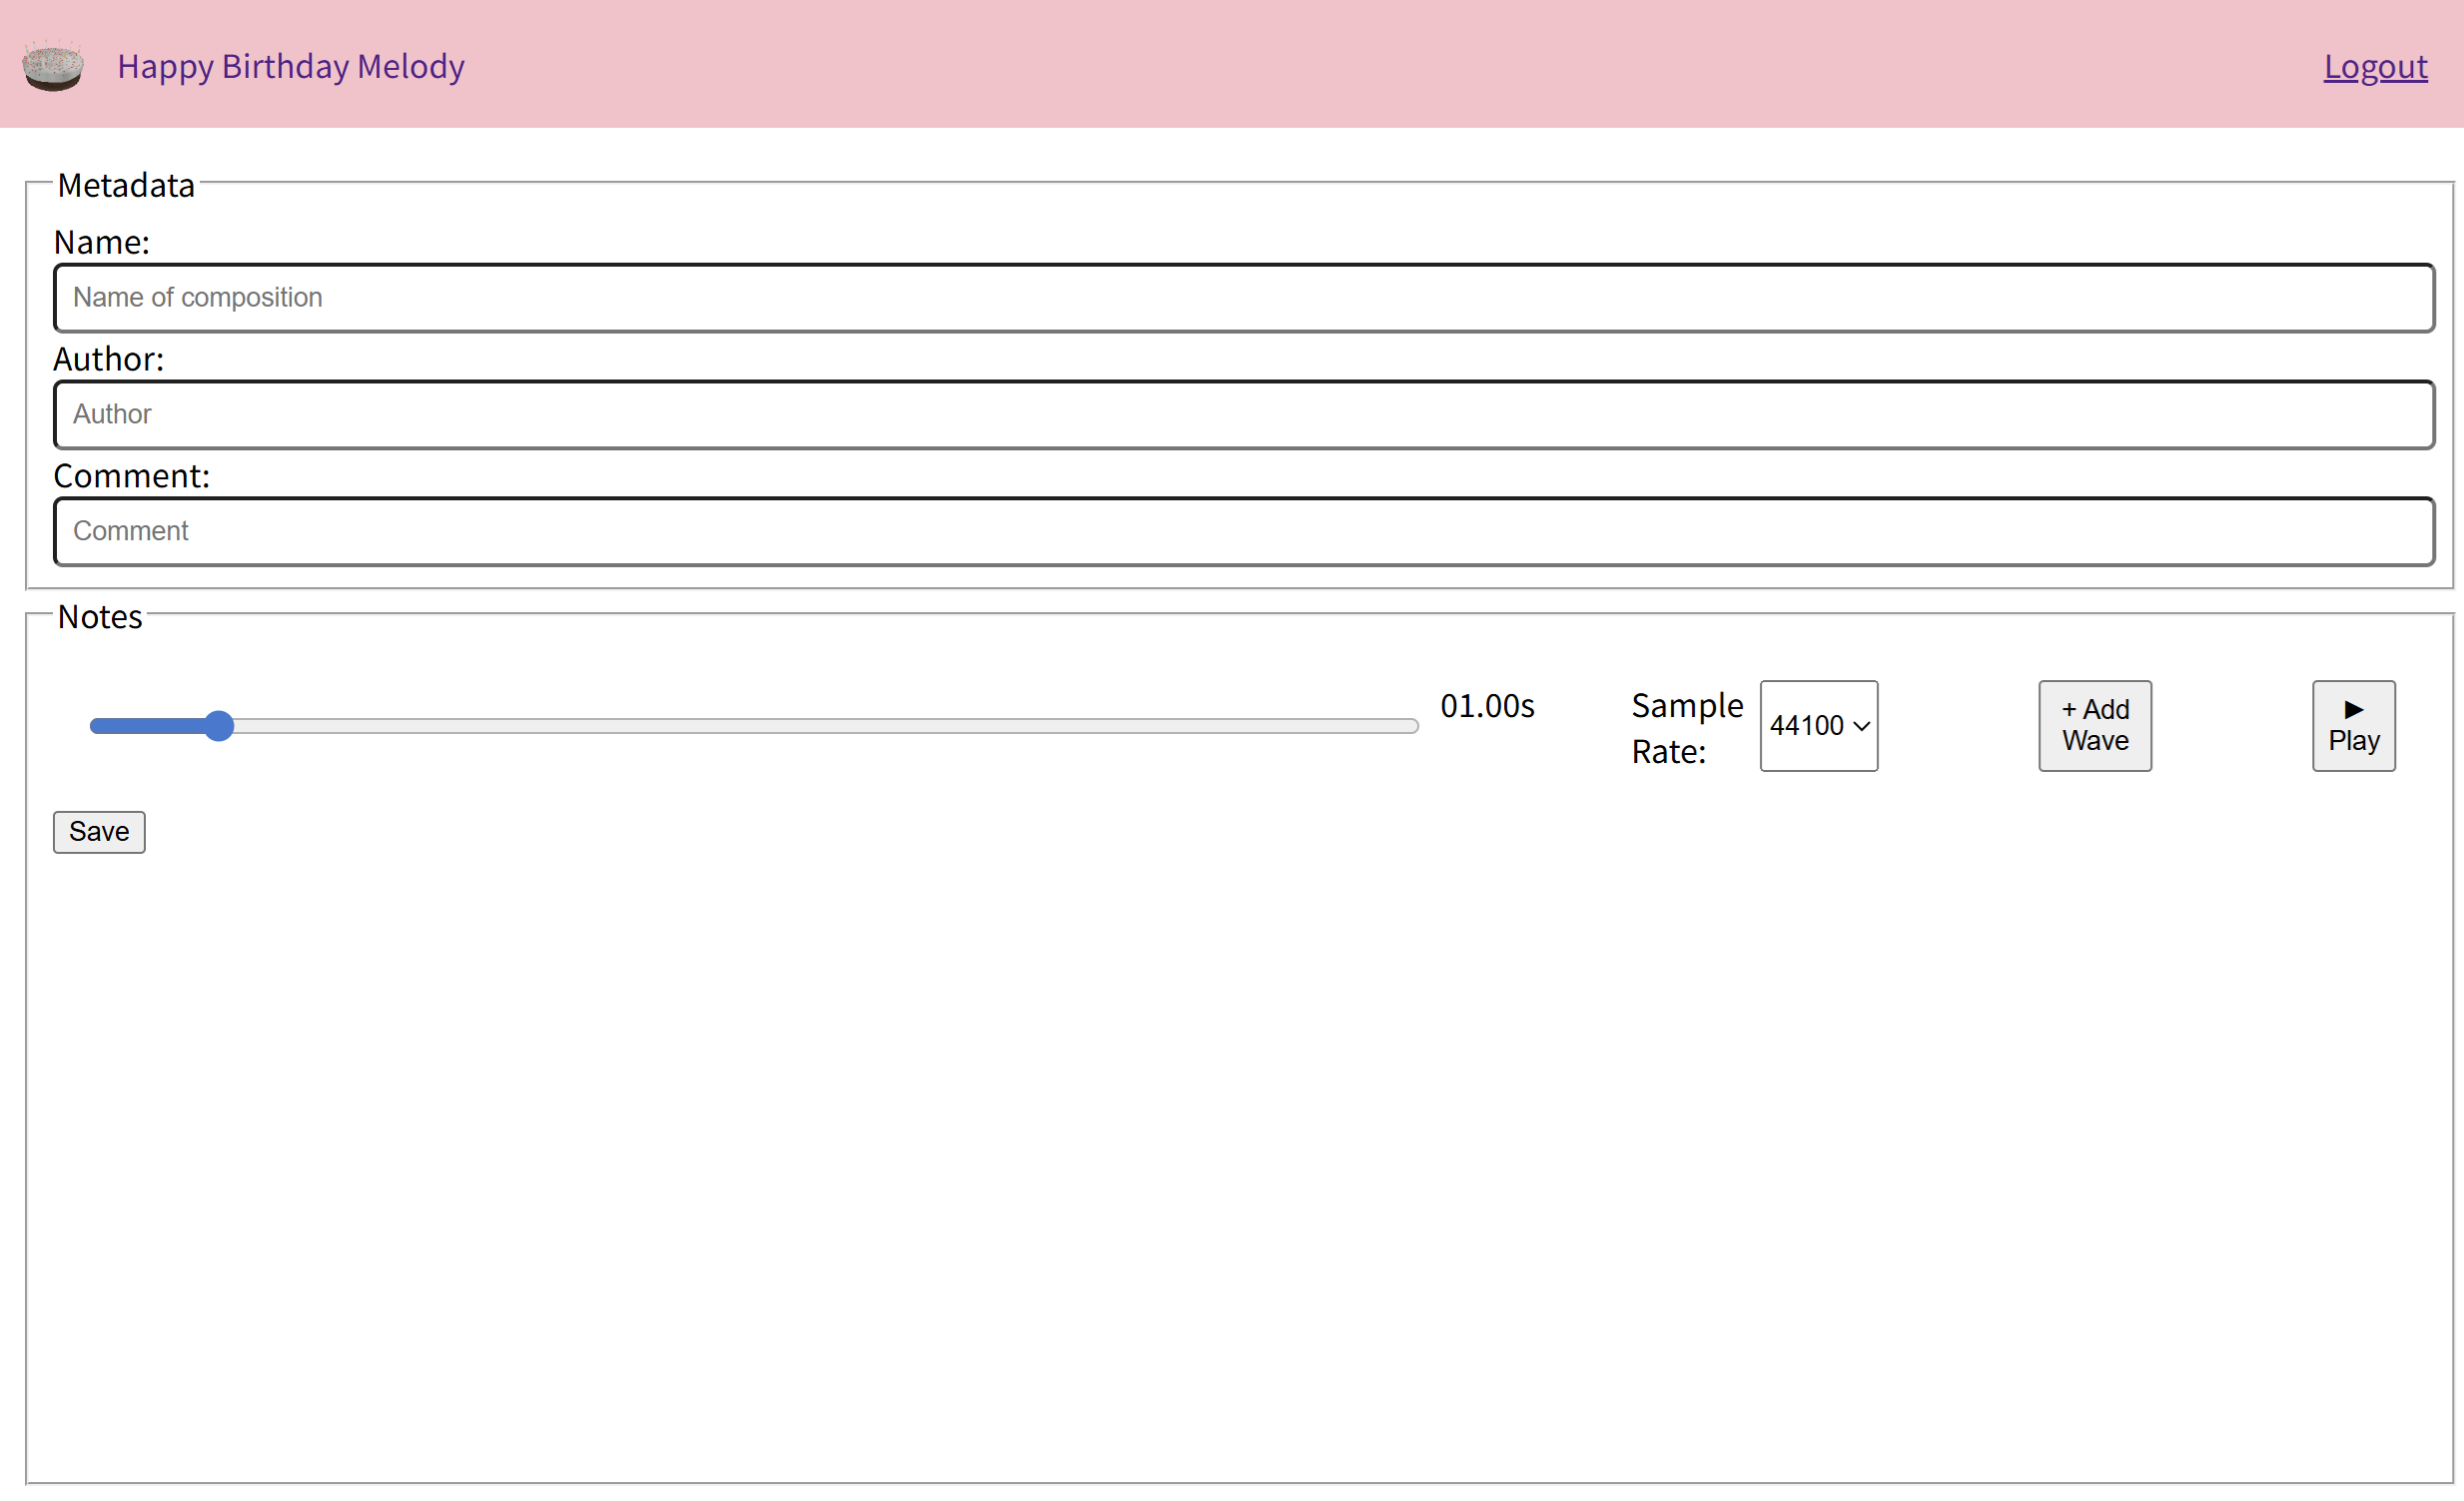 Happy Birthday Melody
Logout
Metadata
Name:
Name of composition
Author:
Author
Comment:
Comment
Notes
01.00s
Sample
Rate:
44100
+ Add
Wave
▶
Play
Save